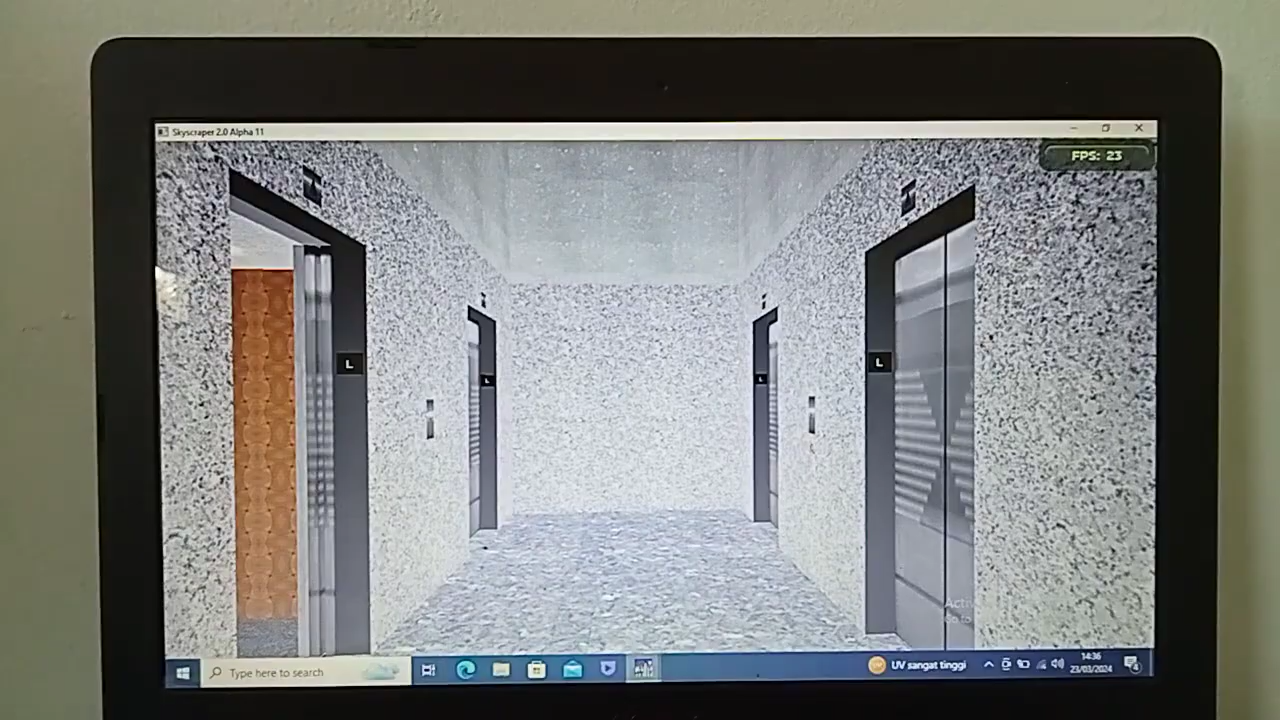 Skyscraper 2.0 Alpha 11
FPS: 23
L
L
L
L
Type here to search
UV sangat tinggi
14:36
23/03/2024
4